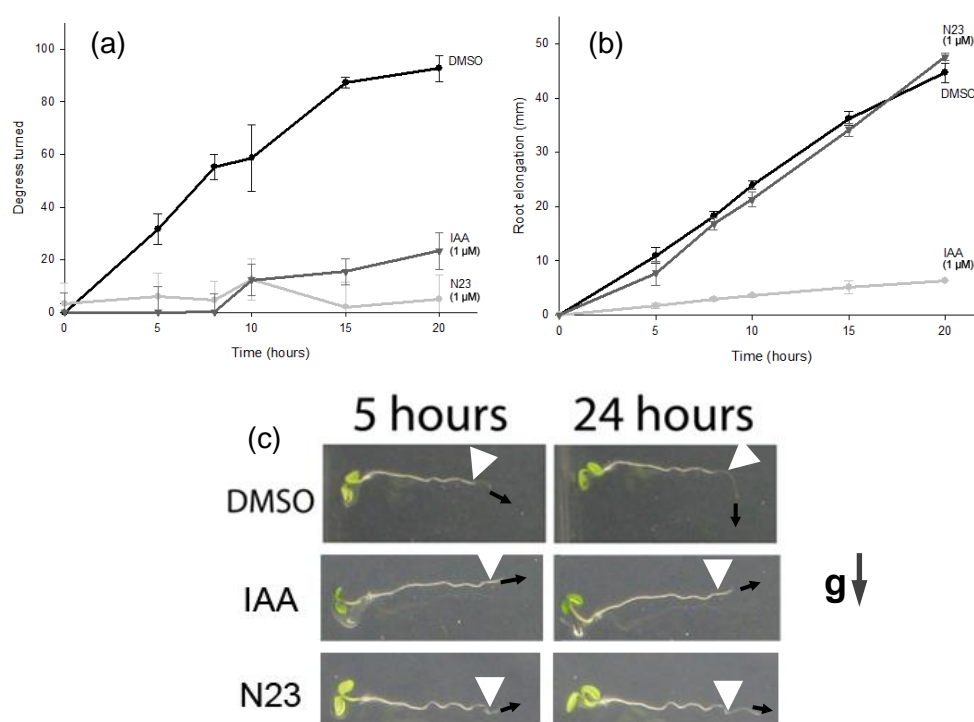 (a)
100
80
60
40
20
0
Degress turned
DMSO
IAA
(1 µM)
N23
(1 µM)
0 5 10 15 20
Time (hours)
(b)
50
40
30
20
10
0
Root elongation (mm)
N23
(1 µM)
DMSO
IAA
(1 µM)
0 5 10 15 20
Time (hours)
(c)
5 hours 24 hours
DMSO
IAA
N23
g